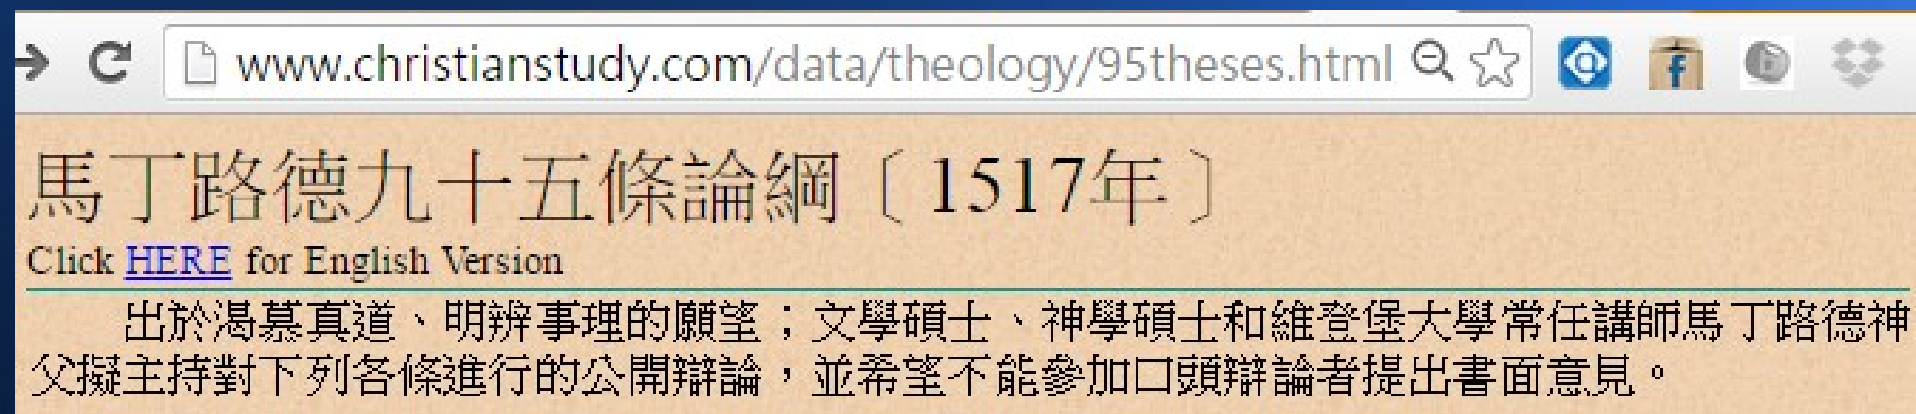 www.christianstudy.com/data/theology/95theses.html
馬丁路德九十五條論綱〔1517年〕
Click HERE for English Version
出於渴慕真道、明辨事理的願望；文學碩士、神學碩士和維登堡大學常任講師馬丁路德神
父擬主持對下列各條進行的公開辯論，並希望不能參加口頭辯論者提出書面意見。